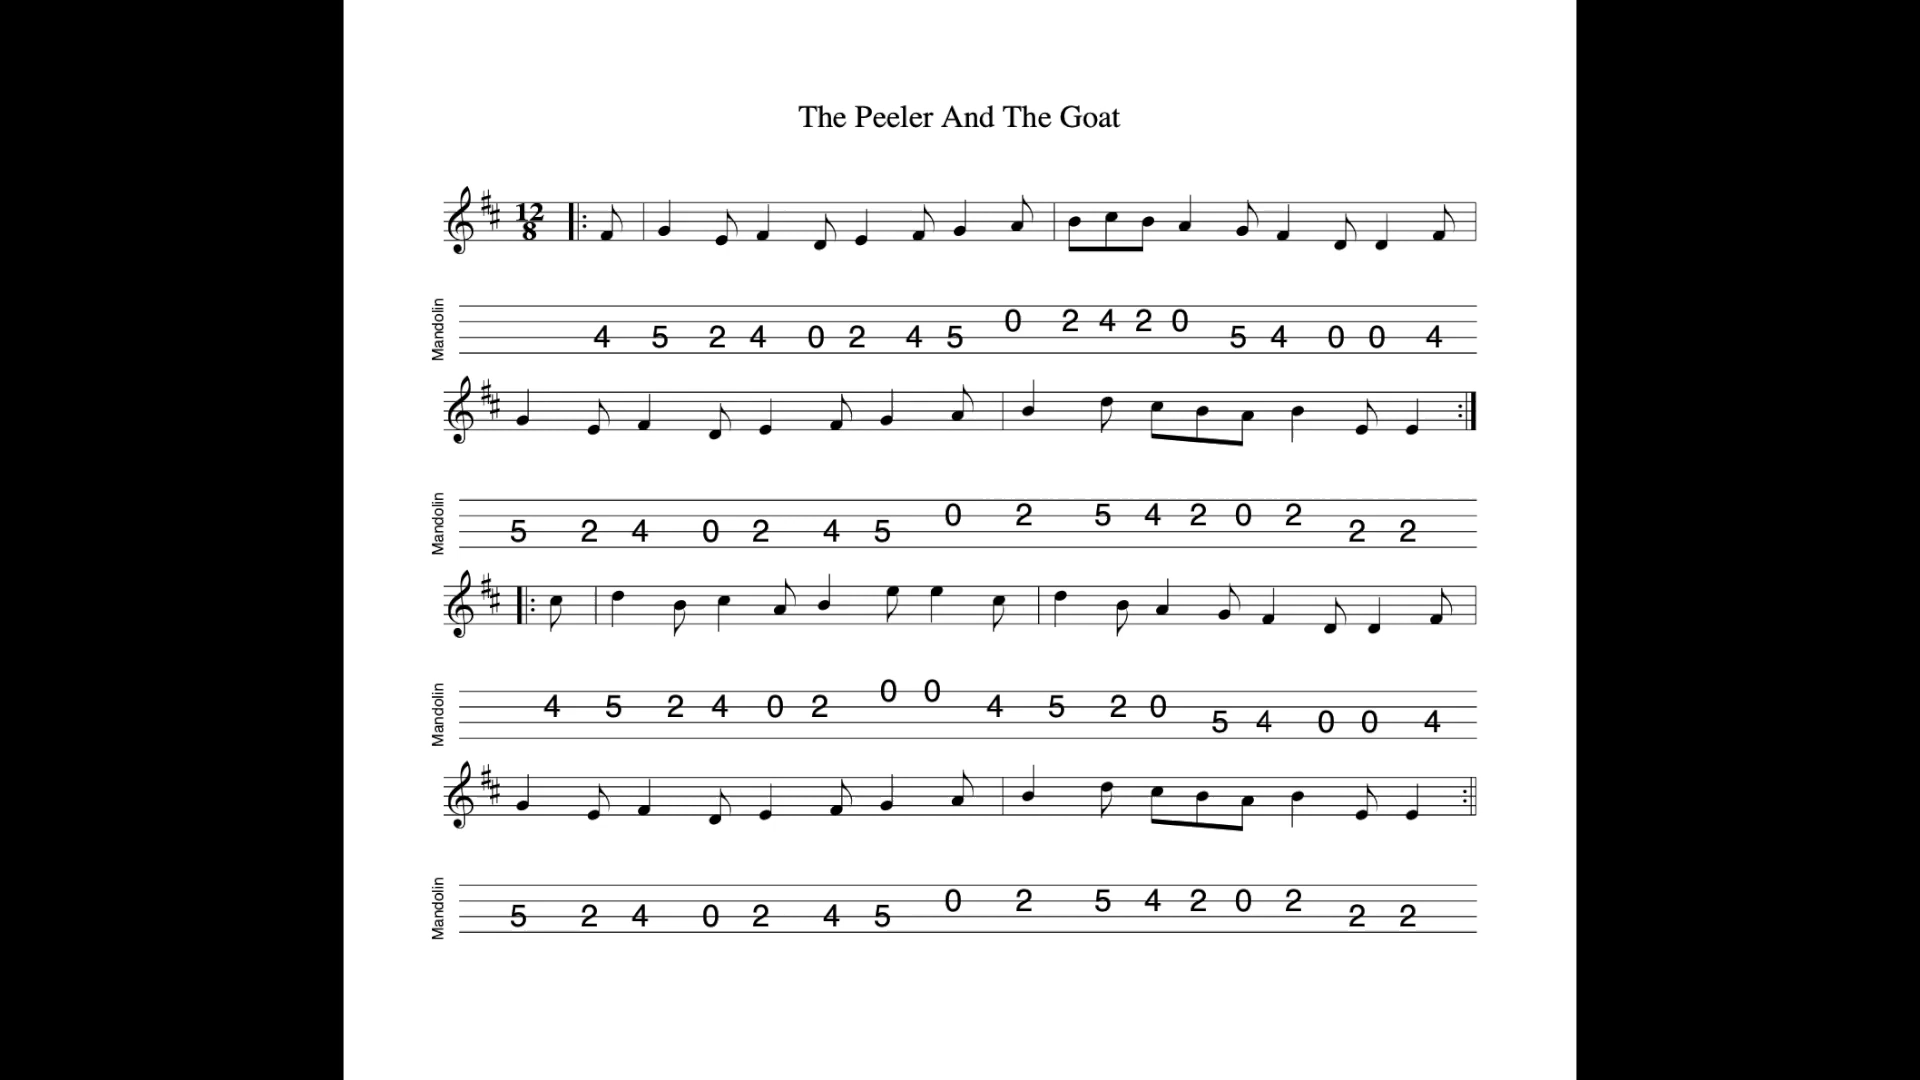 The Peeler And The Goat
12
8
Mandolin
4 5 2 4 0 2 4 5 0 2 4 2 0 5 4 0 0 4
Mandolin
5 2 4 0 2 4 5 0 2 5 4 2 0 2 2 2
Mandolin
4 5 2 4 0 2 0 0 4 5 2 0 5 4 0 0 4
Mandolin
5 2 4 0 2 4 5 0 2 5 4 2 0 2 2 2